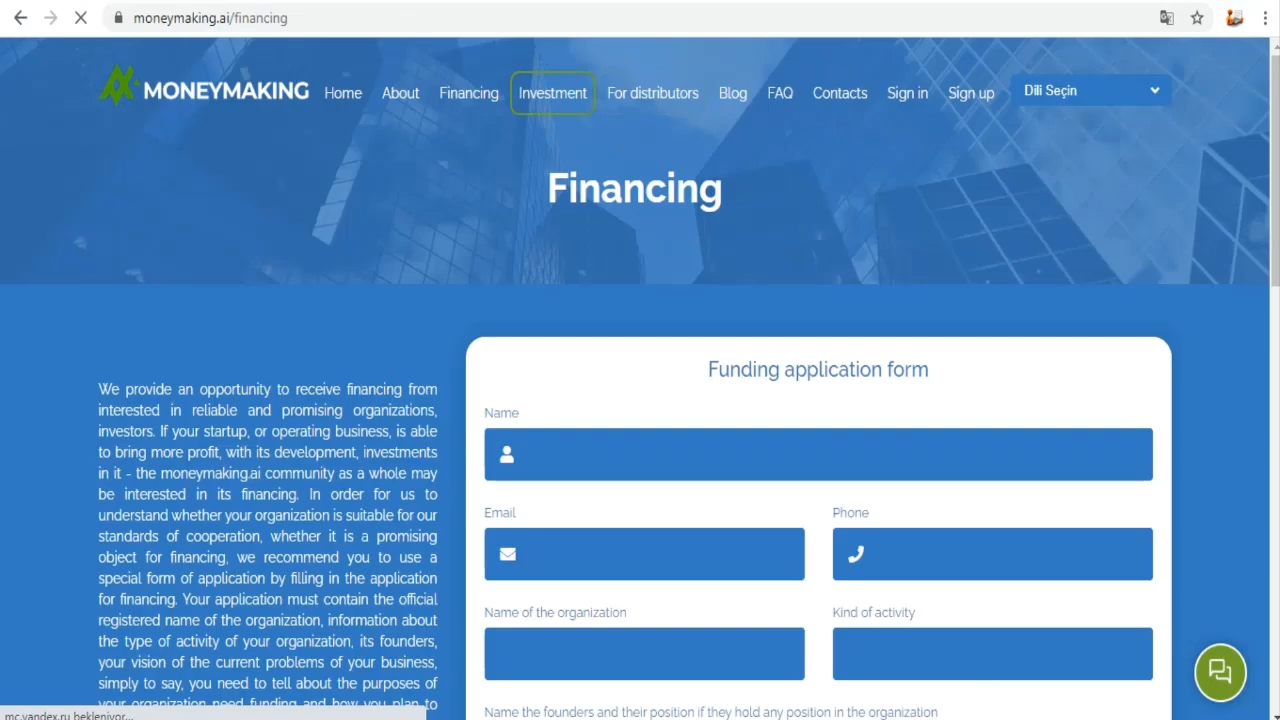 moneymaking.ai/financing
MONEYMAKING Home About Financing Investment For distributors Blog FAQ Contacts Sign in Sign up Dili Seçin
Financing
We provide an opportunity to receive financing from
interested in reliable and promising organizations,
investors. If your startup, or operating business, is able
to bring more profit, with its development, investments
in it - the moneymaking.ai community as a whole may
be interested in its financing. In order for us to
understand whether your organization is suitable for our
standards of cooperation, whether it is a promising
object for financing, we recommend you to use a
special form of application by filling in the application
for financing. Your application must contain the official
registered name of the organization, information about
the type of activity of your organization, its founders,
your vision of the current problems of your business,
simply to say, you need to tell about the purposes of
your organization need funding and how you plan to
Funding application form
Name
Email Phone
Name of the organization Kind of activity
Name the founders and their position if they hold any position in the organization
mc.yandex.ru bekleniyor...